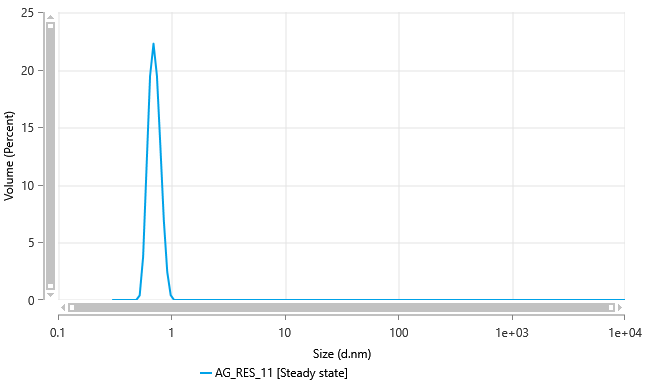 Volume (Percent)
25
20
15
10
5
0
0.1 1 10 100 1e+03 1e+04
Size (d.nm)
AG_RES_11 [Steady state]